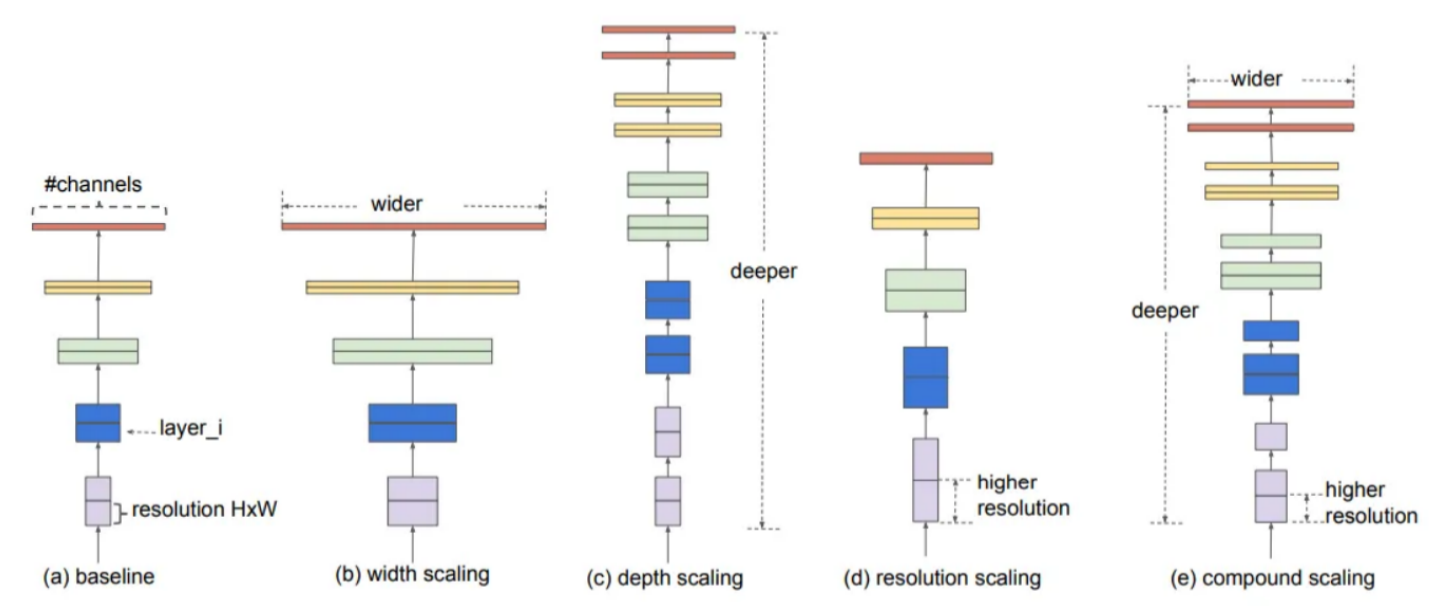 #channels
layer_i
resolution HxW
(a) baseline
wider
(b) width scaling
deeper
(c) depth scaling
higher
resolution
(d) resolution scaling
wider
deeper
higher
resolution
(e) compound scaling